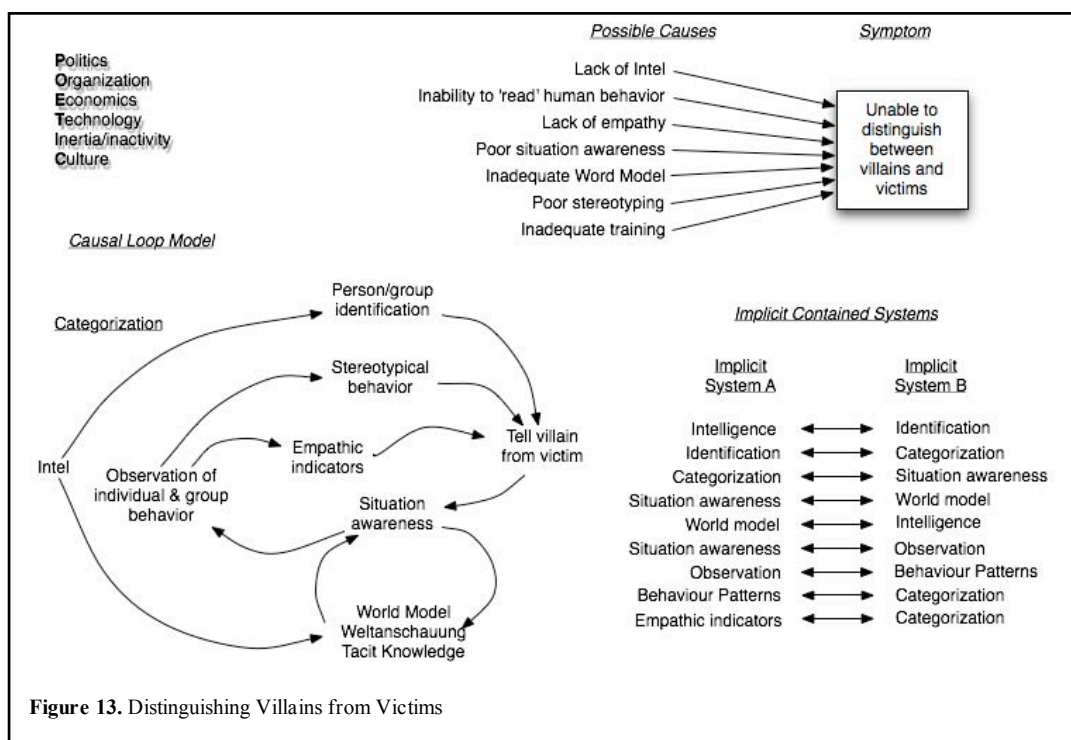 Politics
Organization
Economics
Technology
Inertia/inactivity
Culture
Possible Causes
Symptom
Lack of Intel
Inability to 'read' human behavior
Lack of empathy
Poor situation awareness
Inadequate Word Model
Poor stereotyping
Inadequate training
Unable to
distinguish
between
villains and
victims
Causal Loop Model
Categorization
Person/group
identification
Stereotypical
behavior
Empathic
indicators
Tell villain
from victim
Intel
Observation of
individual & group
behavior
Situation
awareness
World Model
Weltanschauung
Tacit Knowledge
Implicit Contained Systems
Implicit
System A
Implicit
System B
Intelligence Identification
Identification Categorization
Categorization Situation awareness
Situation awareness World model
World model Intelligence
Situation awareness Observation
Observation Behaviour Patterns
Behaviour Patterns Categorization
Empathic indicators Categorization
Figure 13. Distinguishing Villains from Victims